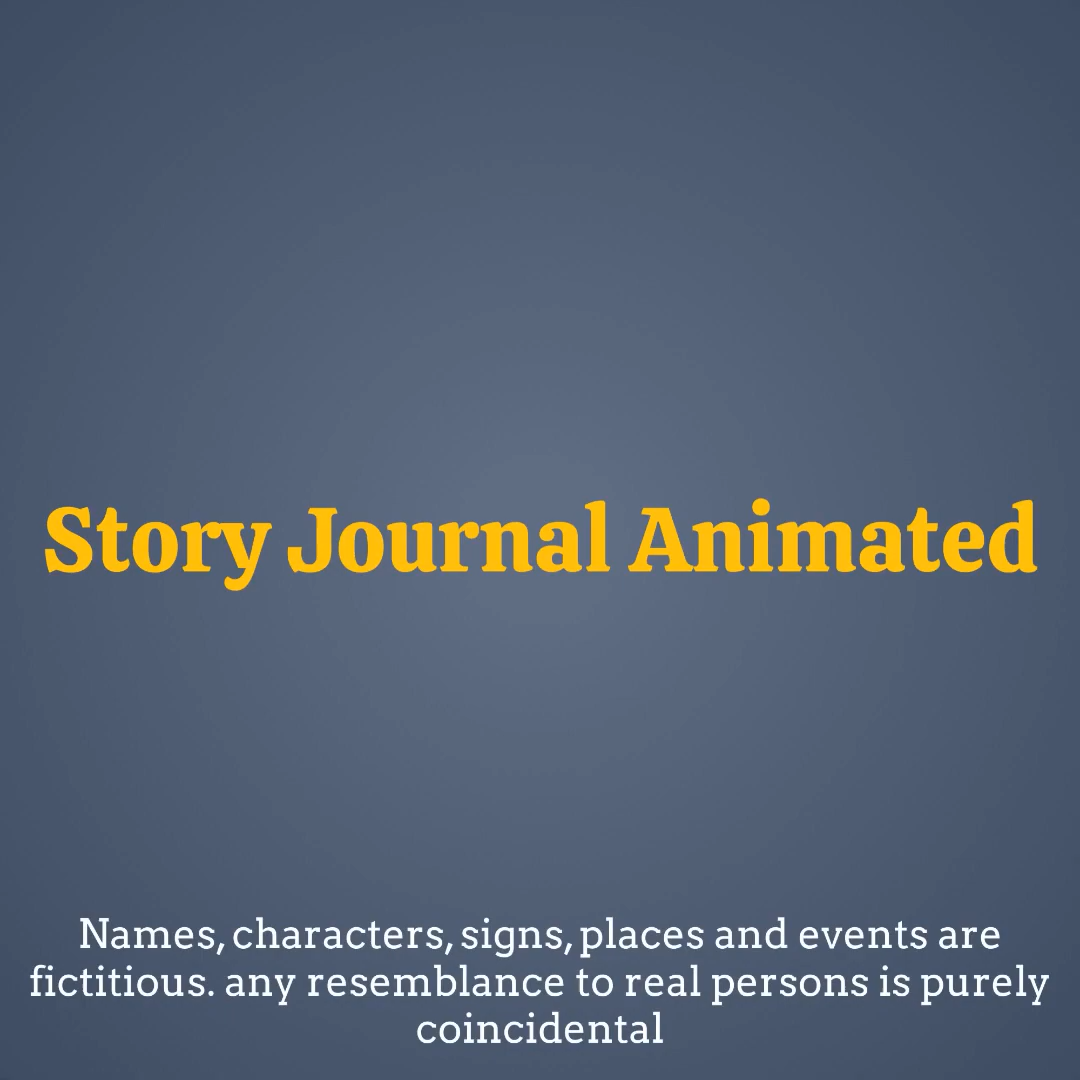 Story Journal Animated
Names, characters, signs, places and events are
fictitious. any resemblance to real persons is purely
coincidental